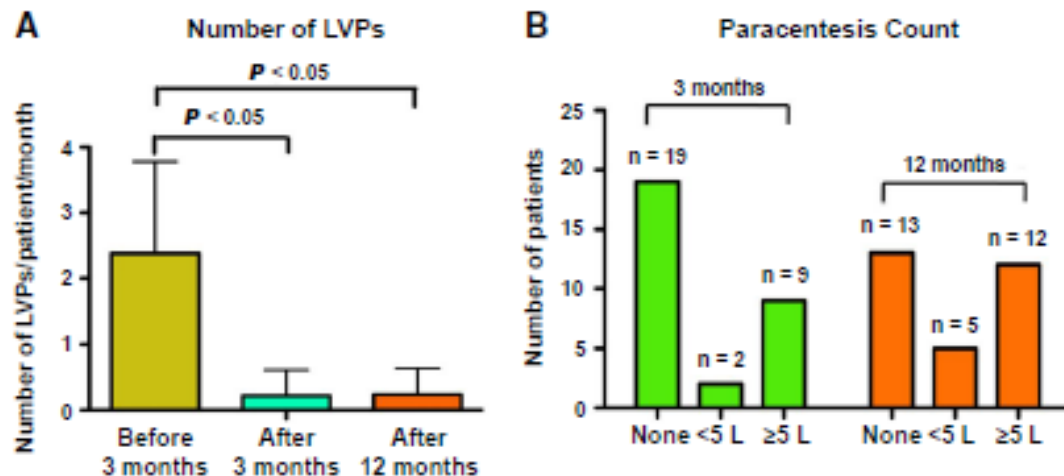 A
Number of LVPs
P < 0.05
P < 0.05
Number of LVPs/patient/month
4
3
2
1
0
Before
3 months
After
3 months
After
12 months
B
Paracentesis Count
3 months
12 months
Number of patients
25
20
15
10
5
0
n = 19
n = 2
n = 9
n = 13
n = 5
n = 12
None <5 L ≥5 L
None <5 L ≥5 L